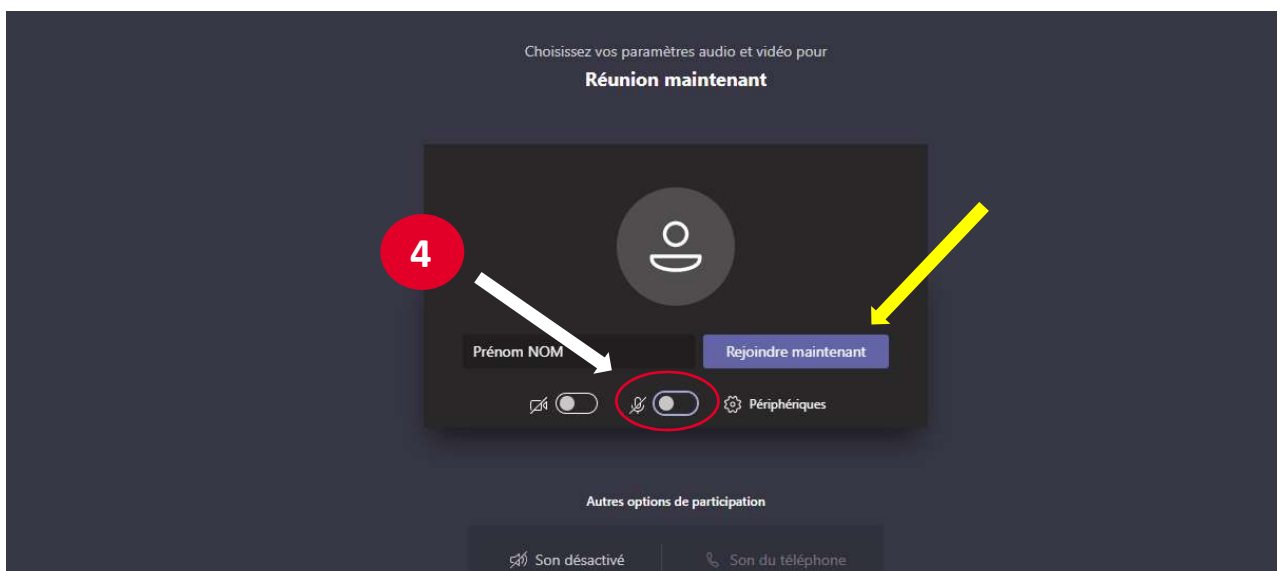 Choisissez vos paramètres audio et vidéo pour
Réunion maintenant
4
Prénom NOM
Rejoindre maintenant
Périphériques
Autres options de participation
Son désactivé
Son du téléphone